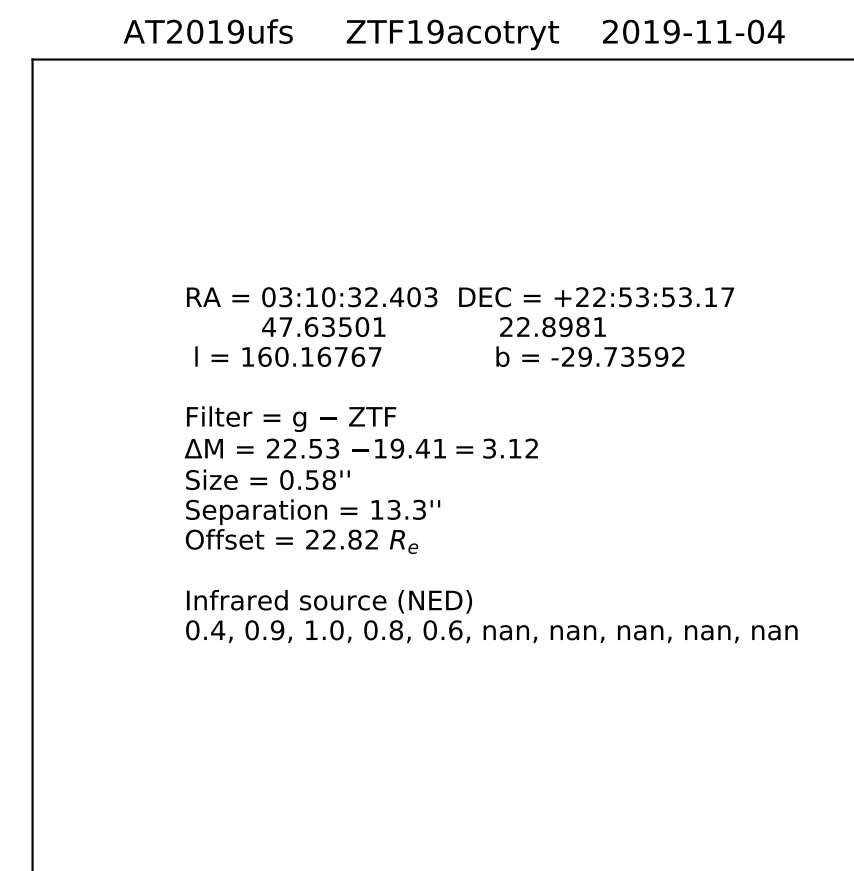 AT2019ufs ZTF19acotryt 2019-11-04
RA = 03:10:32.403 DEC = +22:53:53.17
47.63501 22.8981
l = 160.16767 b = -29.73592
Filter = g − ZTF
ΔM = 22.53 −19.41 = 3.12
Size = 0.58''
Separation = 13.3''
Offset = 22.82 Re
Infrared source (NED)
0.4, 0.9, 1.0, 0.8, 0.6, nan, nan, nan, nan, nan